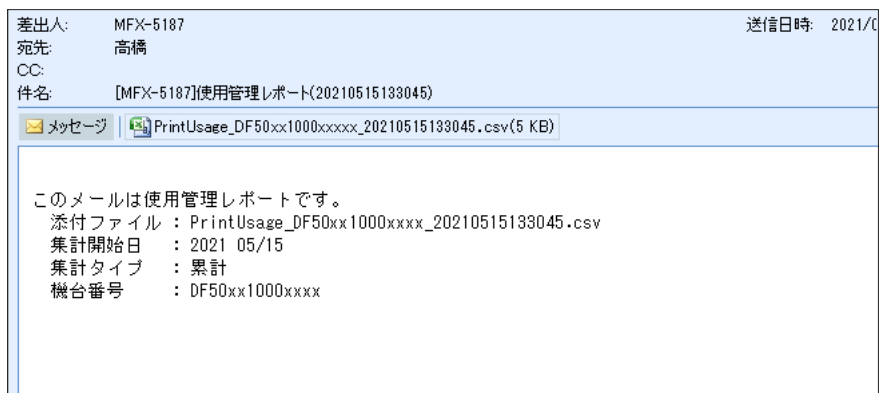 差出人: MFX-5187 送信日時: 2021/0
宛先: 高橋
CC:
件名: [MFX-5187]使用管理レポート(20210515133045)
メッセージ PrintUsage_DF50xx1000xxxxx_20210515133045.csv(5 KB)
このメールは使用管理レポートです。
添付ファイル : PrintUsage_DF50xx1000xxxx_20210515133045.csv
集計開始日 : 2021 05/15
集計タイプ : 累計
機台番号 : DF50xx1000xxxx